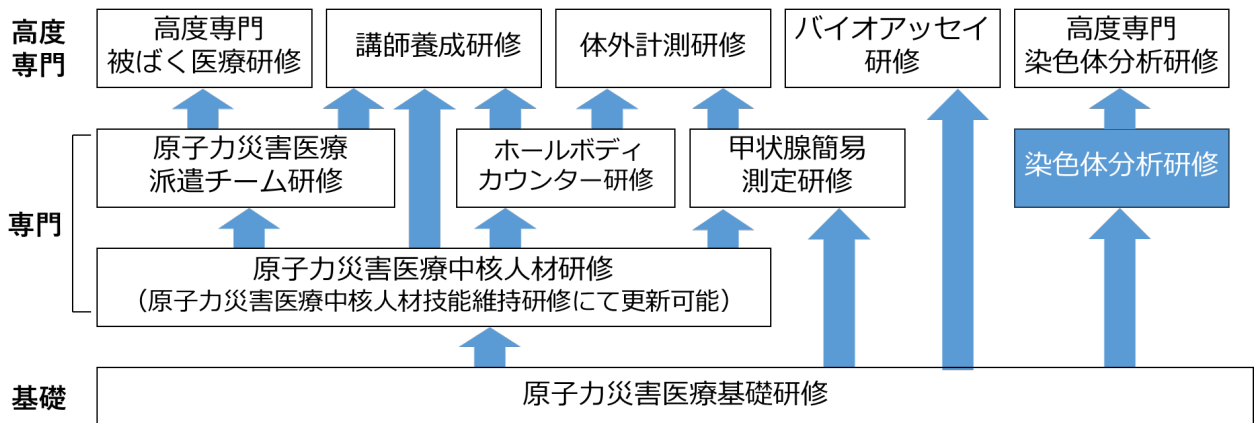 高度
専門
高度専門
被ばく医療研修
講師養成研修
体外計測研修
バイオアッセイ
研修
高度専門
染色体分析研修
専門
原子力災害医療
派遣チーム研修
ホールボディ
カウンター研修
甲状腺簡易
測定研修
染色体分析研修
原子力災害医療中核人材研修
（原子力災害医療中核人材技能維持研修にて更新可能）
基礎
原子力災害医療基礎研修